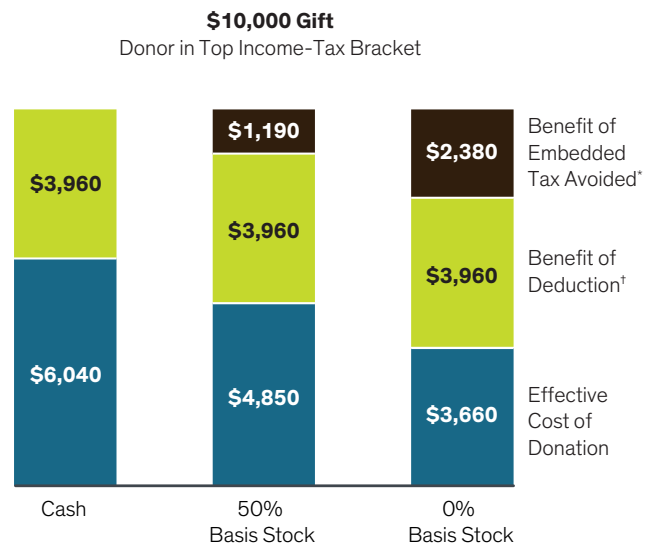 $10,000 Gift
Donor in Top Income-Tax Bracket
$3,960
$6,040
$1,190
$3,960
$4,850
$2,380
$3,960
$3,660
Benefit of
Embedded
Tax Avoided*
Benefit of
Deduction†
Effective
Cost of
Donation
Cash
50%
Basis Stock
0%
Basis Stock